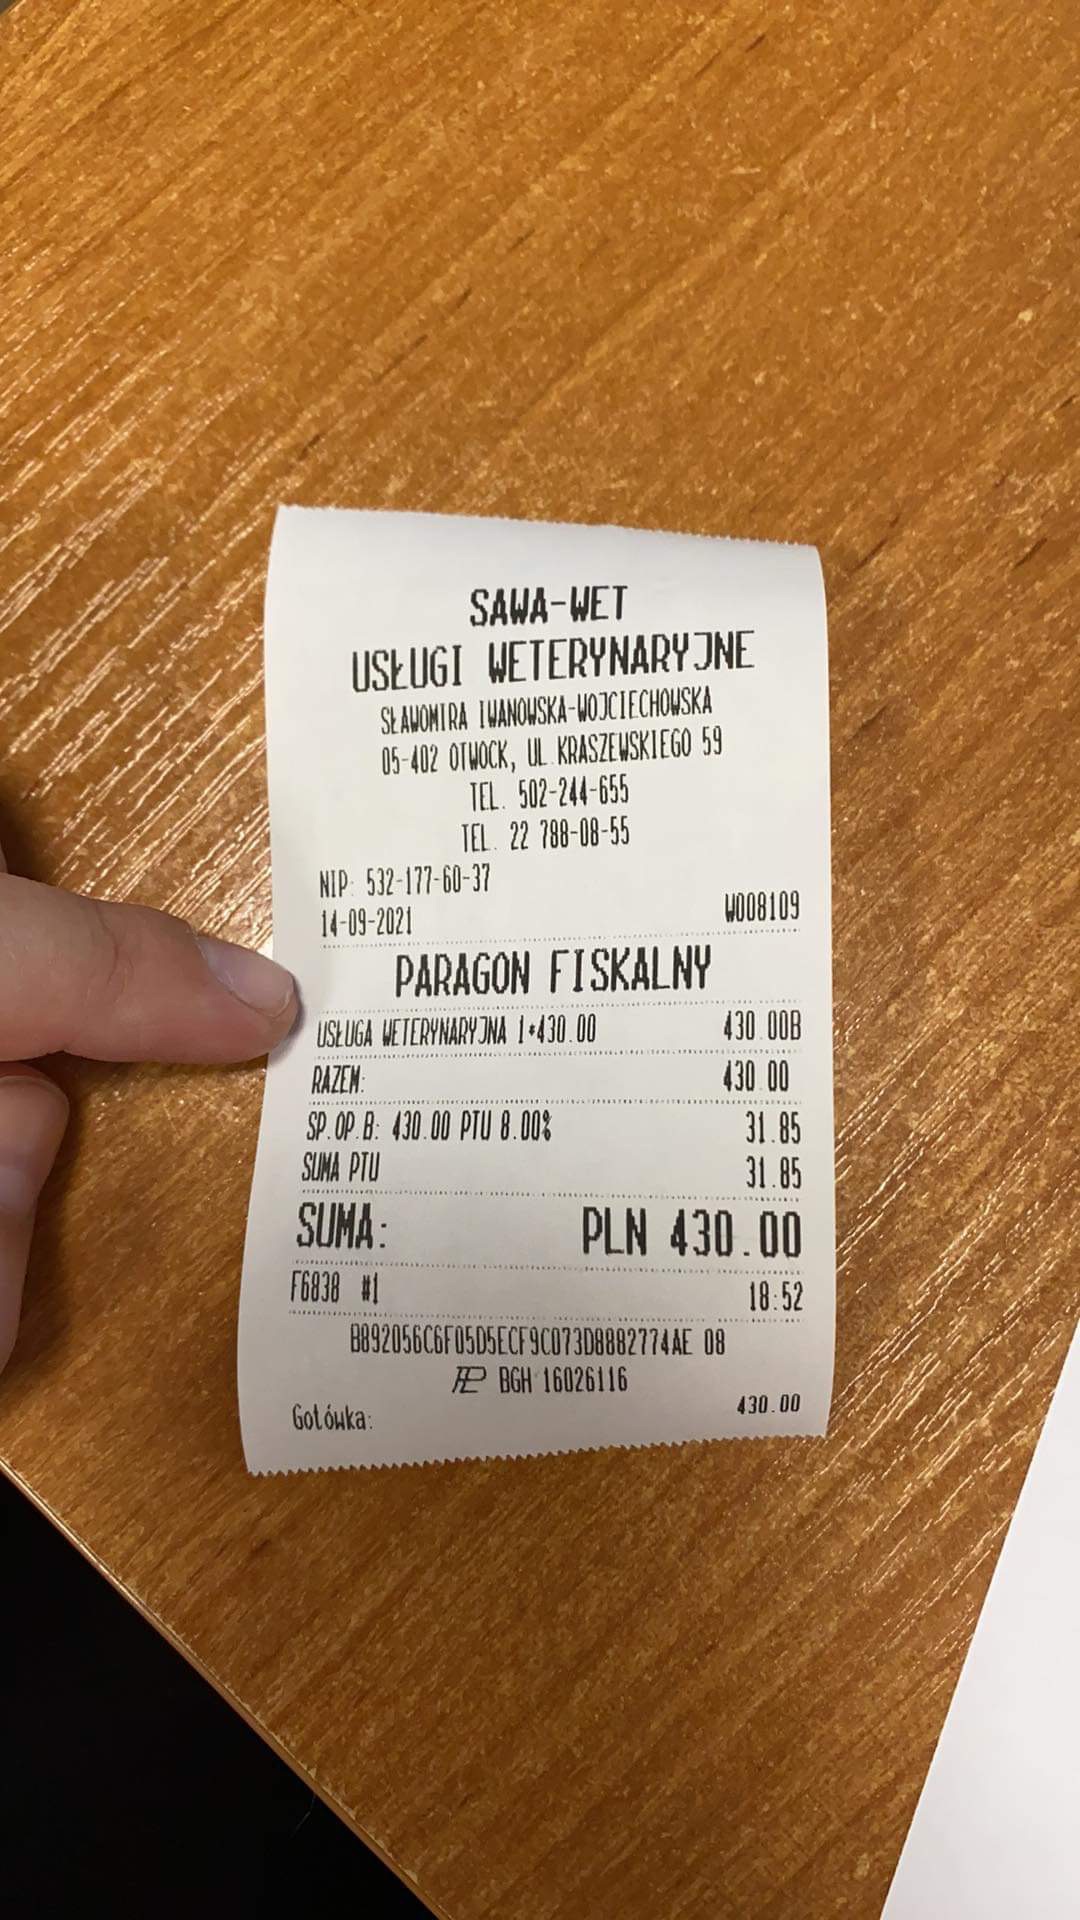 SAWA-WET
USŁUGI WETERYNARYJNE
SŁAWOMIRA IWANOWSKA-WOJCIECHOWSKA
05-402 OTWOCK, UL.KRASZEWSKIEGO 59
TEL. 502-244-655
TEL. 22 788-08-55
NIP: 532-177-60-37
14-09-2021 W008109
PARAGON FISKALNY
USŁUGA WETERYNARYJNA 1*430.00 430.00B
RAZEM: 430.00
SP.OP.B: 430.00 PTU 8.00% 31.85
SUMA PTU 31.85
SUMA: PLN 430.00
F6838 #1 18:52
B892056C6F05D5ECF9C073D8882774AE 08
BGH 16026116
Gotówka: 430.00